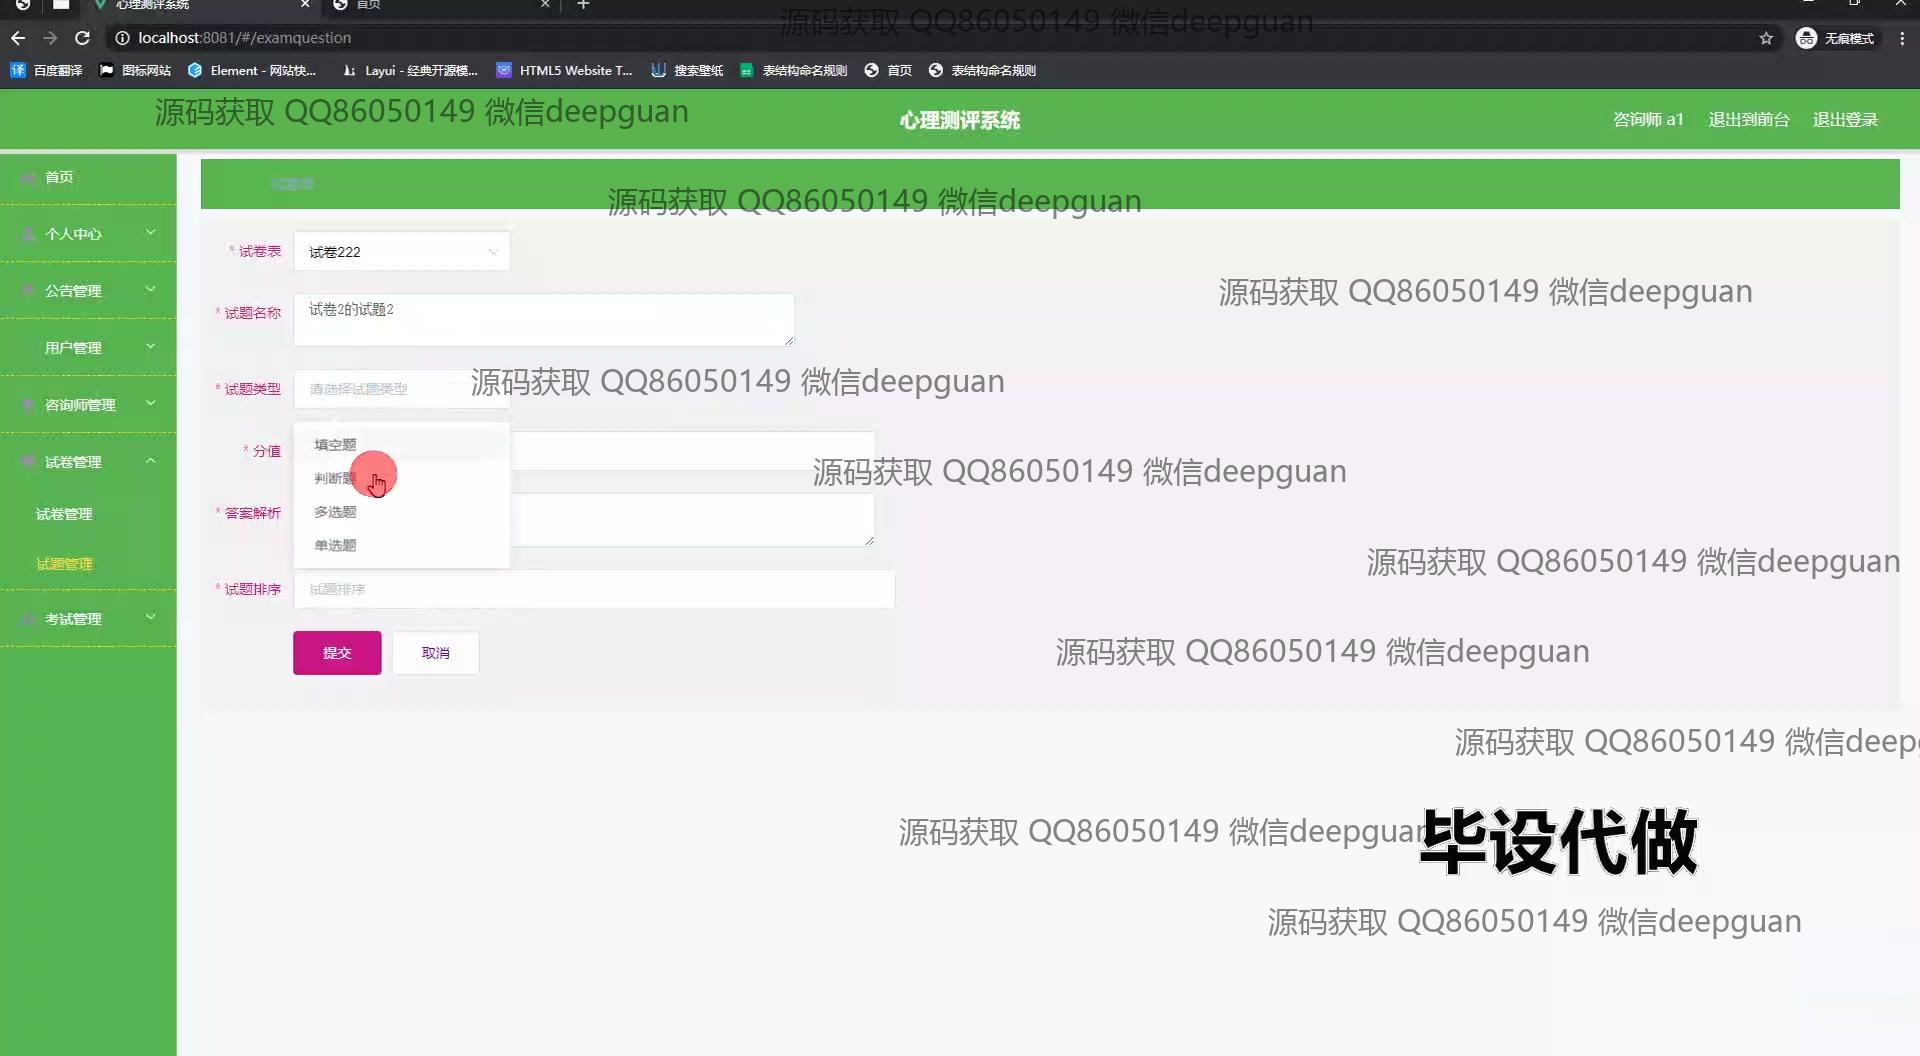 心理测评系统
首页
localhost:8081/#/examquestion
无痕模式
百度翻译
图标网站
Element - 网站快...
Layui - 经典开源模...
HTML5 Website T...
搜索壁纸
表结构命名规则
首页
表结构命名规则
心理测评系统
咨询师 a1
退出到前台
退出登录
首页
个人中心
公告管理
用户管理
咨询师管理
试卷管理
试卷管理
试题管理
考试管理
* 试卷表
试卷222
* 试题名称
试卷2的试题2
* 试题类型
请选择试题类型
填空题
判断题
多选题
单选题
* 分值
* 答案解析
* 试题排序
试题排序
提交
取消
源码获取 QQ86050149 微信deepguan
源码获取 QQ86050149 微信deepguan
源码获取 QQ86050149 微信deepguan
源码获取 QQ86050149 微信deepguan
源码获取 QQ86050149 微信deepguan
源码获取 QQ86050149 微信deepguan
源码获取 QQ86050149 微信deepguan
源码获取 QQ86050149 微信deepguan
源码获取 QQ86050149 微信deepg
源码获取 QQ86050149 微信deepguan
毕设代做
源码获取 QQ86050149 微信deepguan